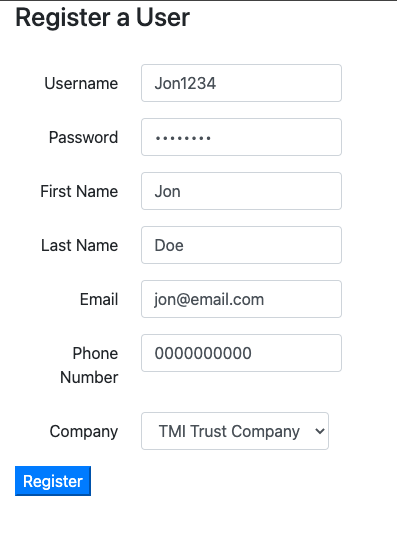 Register a User
Username Jon1234
Password ••••••••
First Name Jon
Last Name Doe
Email jon@email.com
Phone Number 0000000000
Company TMI Trust Company
Register